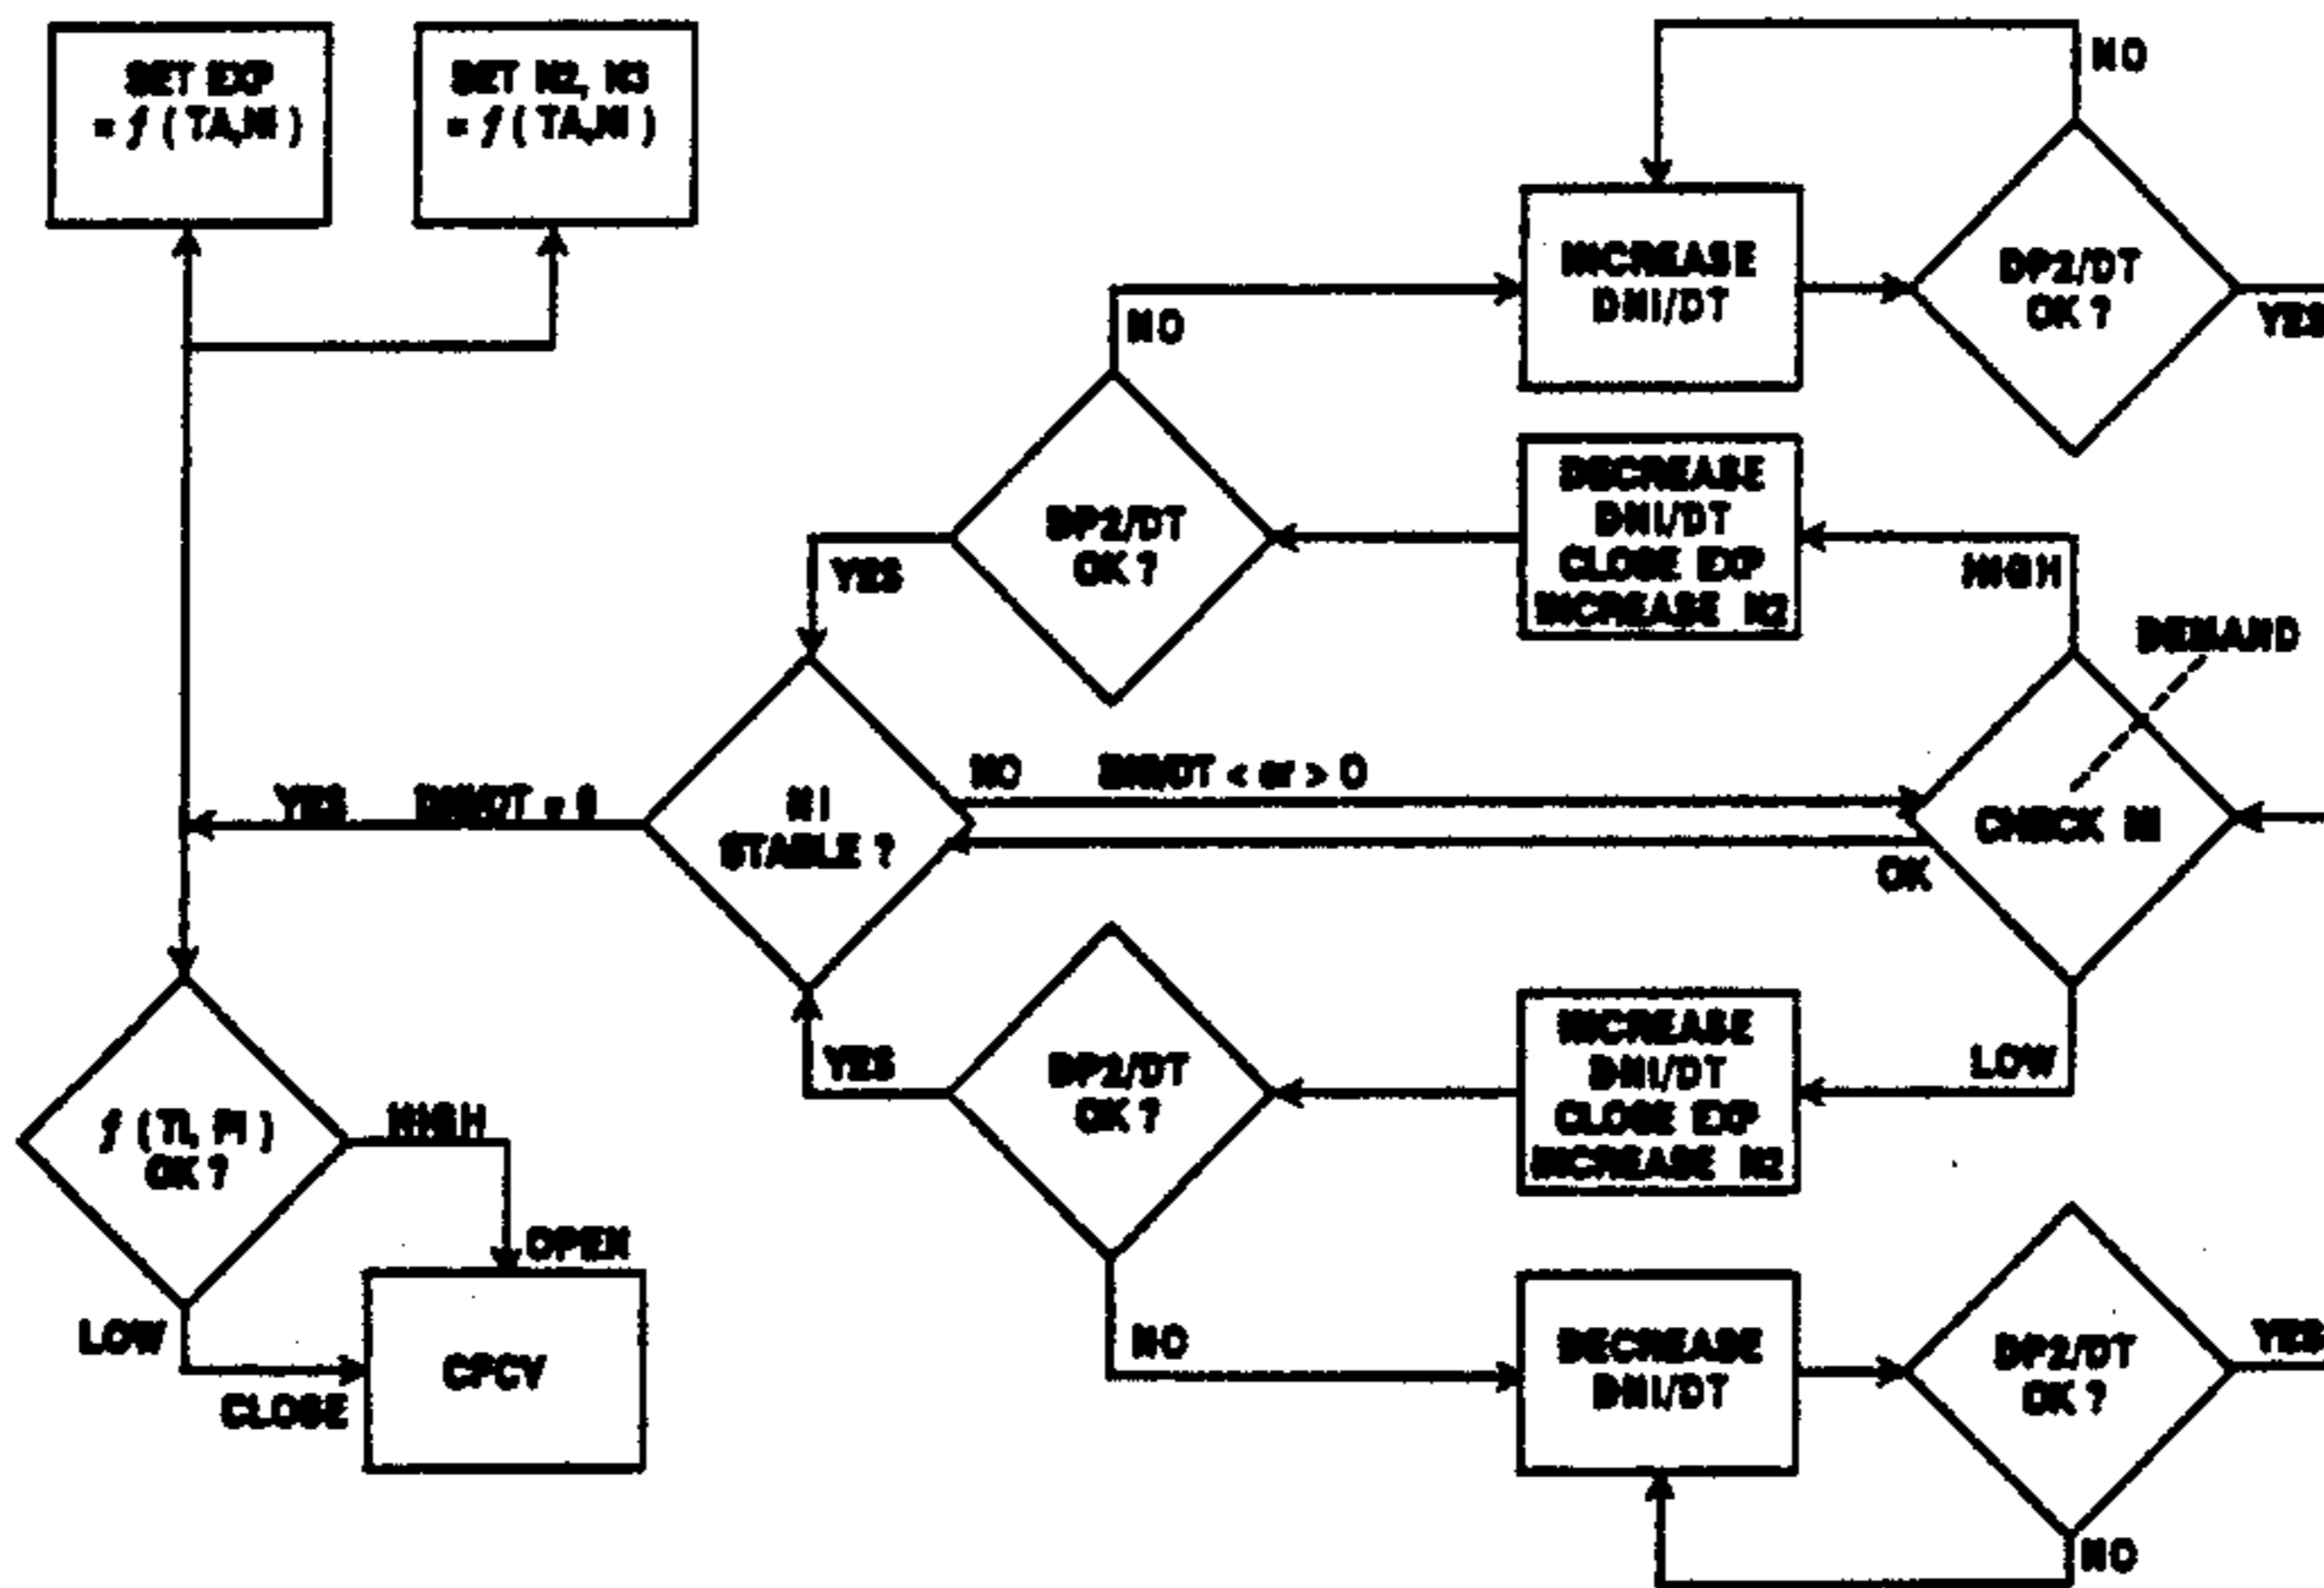 SET EXP
= f ( TA,NI )
SET N2, N3
= f ( TA,NI )
NO
INCREASE
DNI/DT
DP2/DT
OK ?
YES
NO
DECREASE
DNI/DT
CLOSE EXP
INCREASE N2
DP2/DT
OK ?
YES
HIGH
DEMAND
NO
DNI/DT < or > 0
YES
DNI/DT = 0
NI
STABLE ?
CHECK NI
OK
INCREASE
DNI/DT
CLOSE EXP
INCREASE N2
DP2/DT
OK ?
YES
LOW
f ( TI, PI )
OK ?
HIGH
OPEN
LOW
CLOSE
CPCV
NO
DECREASE
DNI/DT
DP2/DT
OK ?
YES
NO